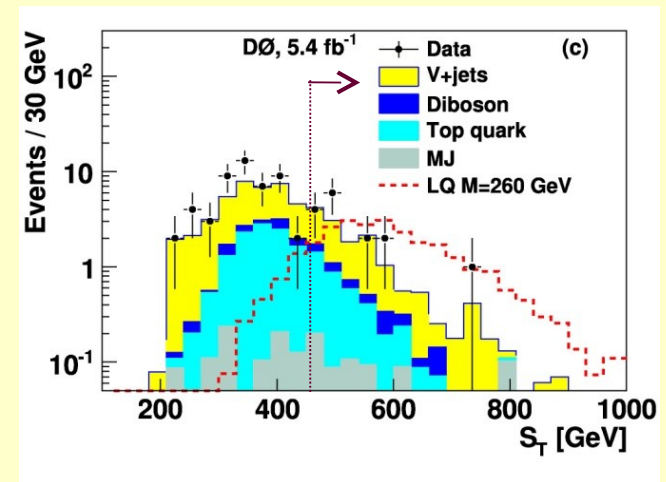 DØ, 5.4 fb⁻¹
(c)
Data
V+jets
Diboson
Top quark
MJ
LQ M=260 GeV
Events / 30 GeV
10²
10
1
10⁻¹
200
400
600
800
1000
S_T [GeV]